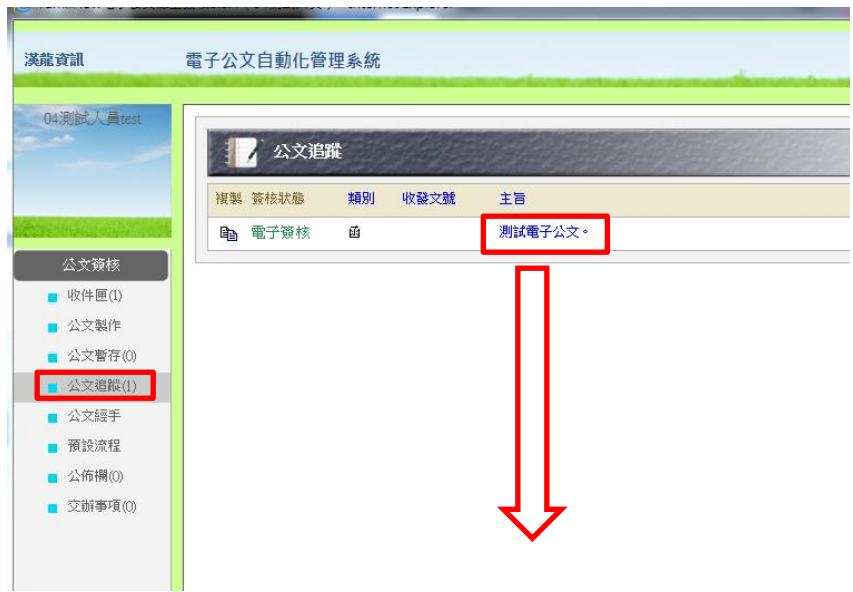 漢龍資訊 電子公文自動化管理系統
04測試人員test
公文追蹤
複製 簽核狀態 類別 收發文號 主旨
電子簽核 函 測試電子公文。
公文簽核
收件匣(1)
公文製作
公文暫存(0)
公文追蹤(1)
公文經手
預設流程
公佈欄(0)
交辦事項(0)